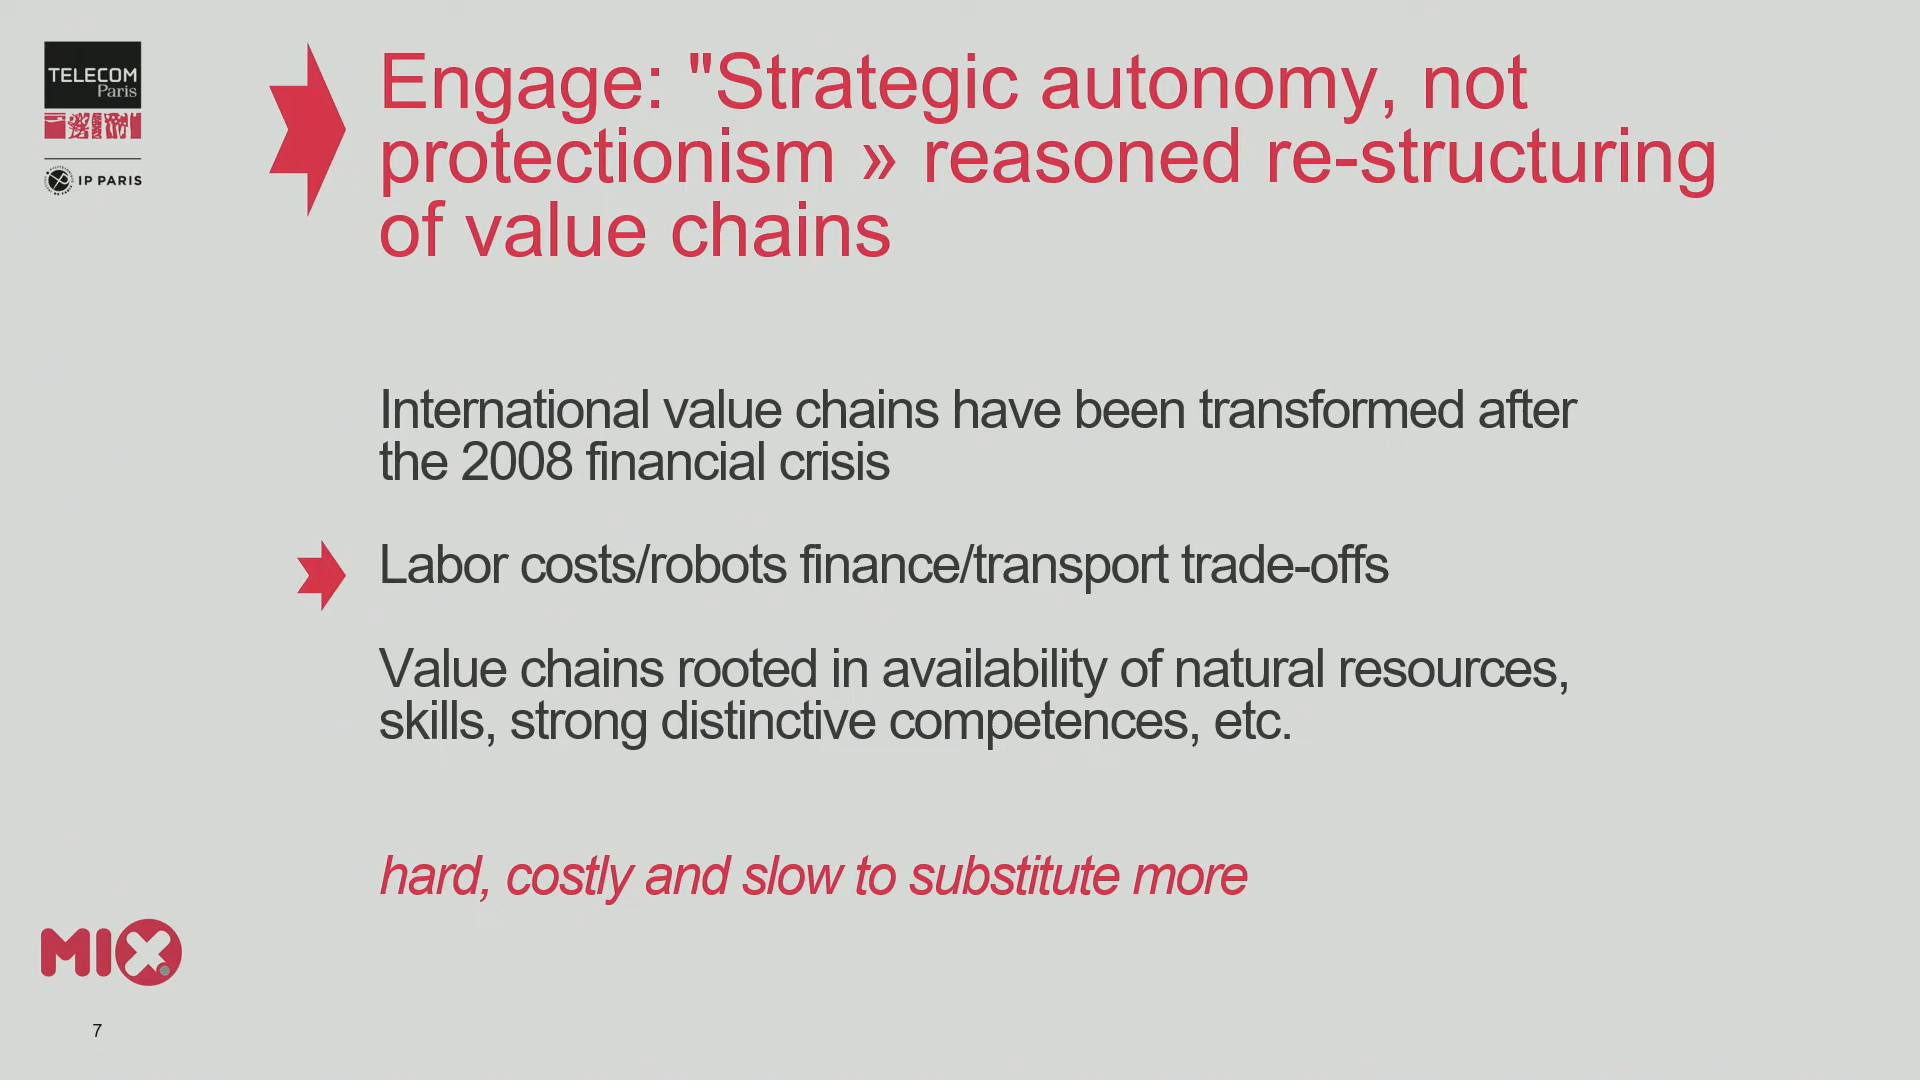 TELECOM
Paris
IP PARIS
Engage: "Strategic autonomy, not
protectionism » reasoned re-structuring
of value chains
International value chains have been transformed after
the 2008 financial crisis
Labor costs/robots finance/transport trade-offs
Value chains rooted in availability of natural resources,
skills, strong distinctive competences, etc.
hard, costly and slow to substitute more
MIX
7